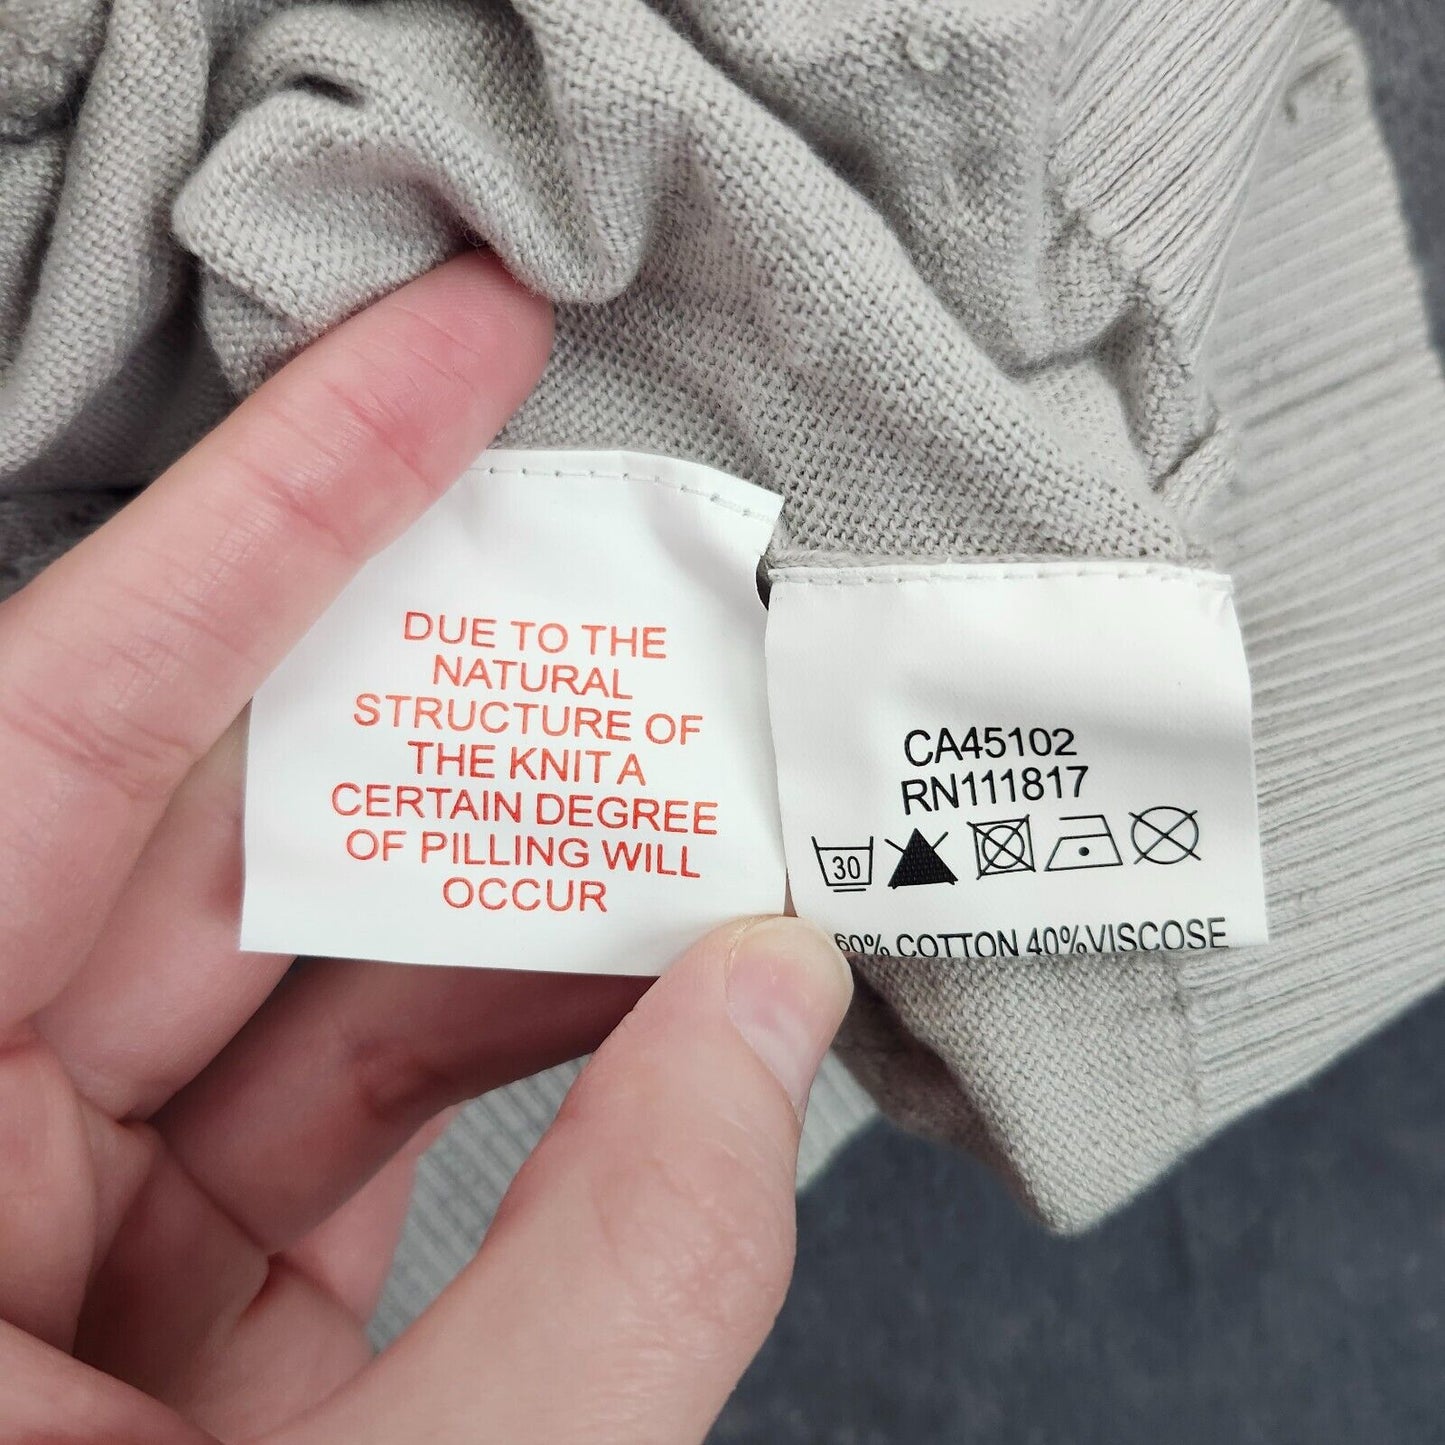 DUE TO THE
NATURAL
STRUCTURE OF
THE KNIT A
CERTAIN DEGREE
OF PILLING WILL
OCCUR
CA45102
RN111817
30
60% COTTON 40%VISCOSE